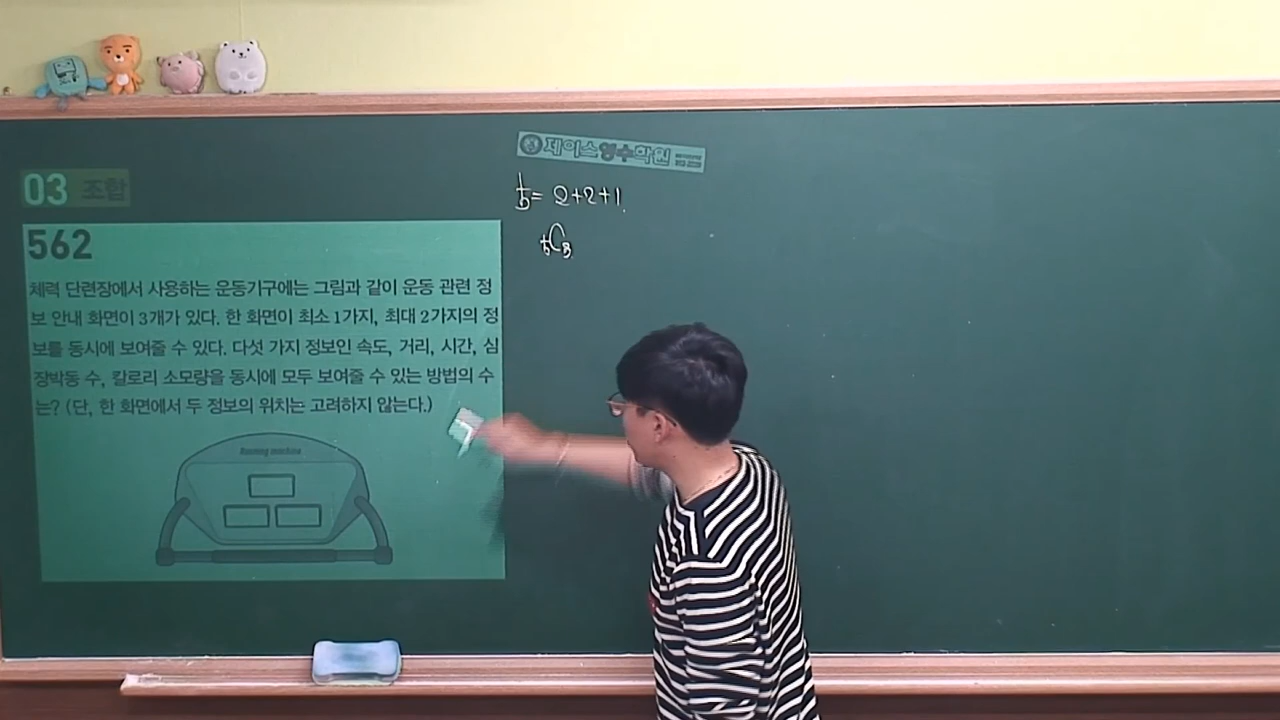 제이스영수학원
03 조합
562
체력 단련장에서 사용하는 운동기구에는 그림과 같이 운동 관련 정
보 안내 화면이 3개가 있다. 한 화면이 최소 1가지, 최대 2가지의 정
보를 동시에 보여줄 수 있다. 다섯 가지 정보인 속도, 거리, 시간, 심
장박동 수, 칼로리 소모량을 동시에 모두 보여줄 수 있는 방법의 수
는? (단, 한 화면에서 두 정보의 위치는 고려하지 않는다.)
Running machine
5= 2+2+1.